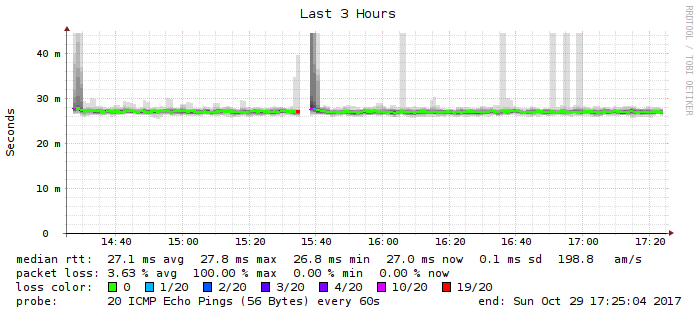 Last 3 Hours
RRDTOOL / TOBI OETIKER
Seconds
40 m
30 m
20 m
10 m
0
14:40 15:00 15:20 15:40 16:00 16:20 16:40 17:00 17:20
median rtt: 27.1 ms avg 27.8 ms max 26.8 ms min 27.0 ms now 0.1 ms sd 198.8 am/s
packet loss: 3.63 % avg 100.00 % max 0.00 % min 0.00 % now
loss color: 0 1/20 2/20 3/20 4/20 10/20 19/20
probe: 20 ICMP Echo Pings (56 Bytes) every 60s end: Sun Oct 29 17:25:04 2017